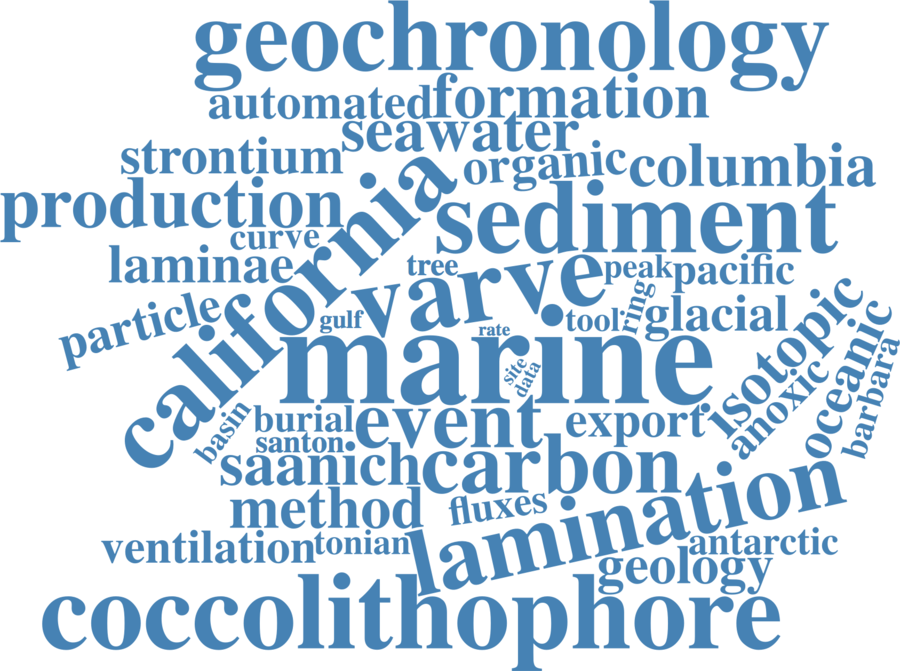 geochronology
automated
formation
seawater
strontium
organic
columbia
california
production
sediment
curve
laminae
tree
varve
peak
pacific
particle
gulf
ring
rate
tool
glacial
marine
isotopic
oceanic
site
data
anoxic
barbara
basin
burial
event
export
santon
saanich
carbon
method
fluxes
lamination
ventilation
tonian
antarctic
geology
coccolithophore